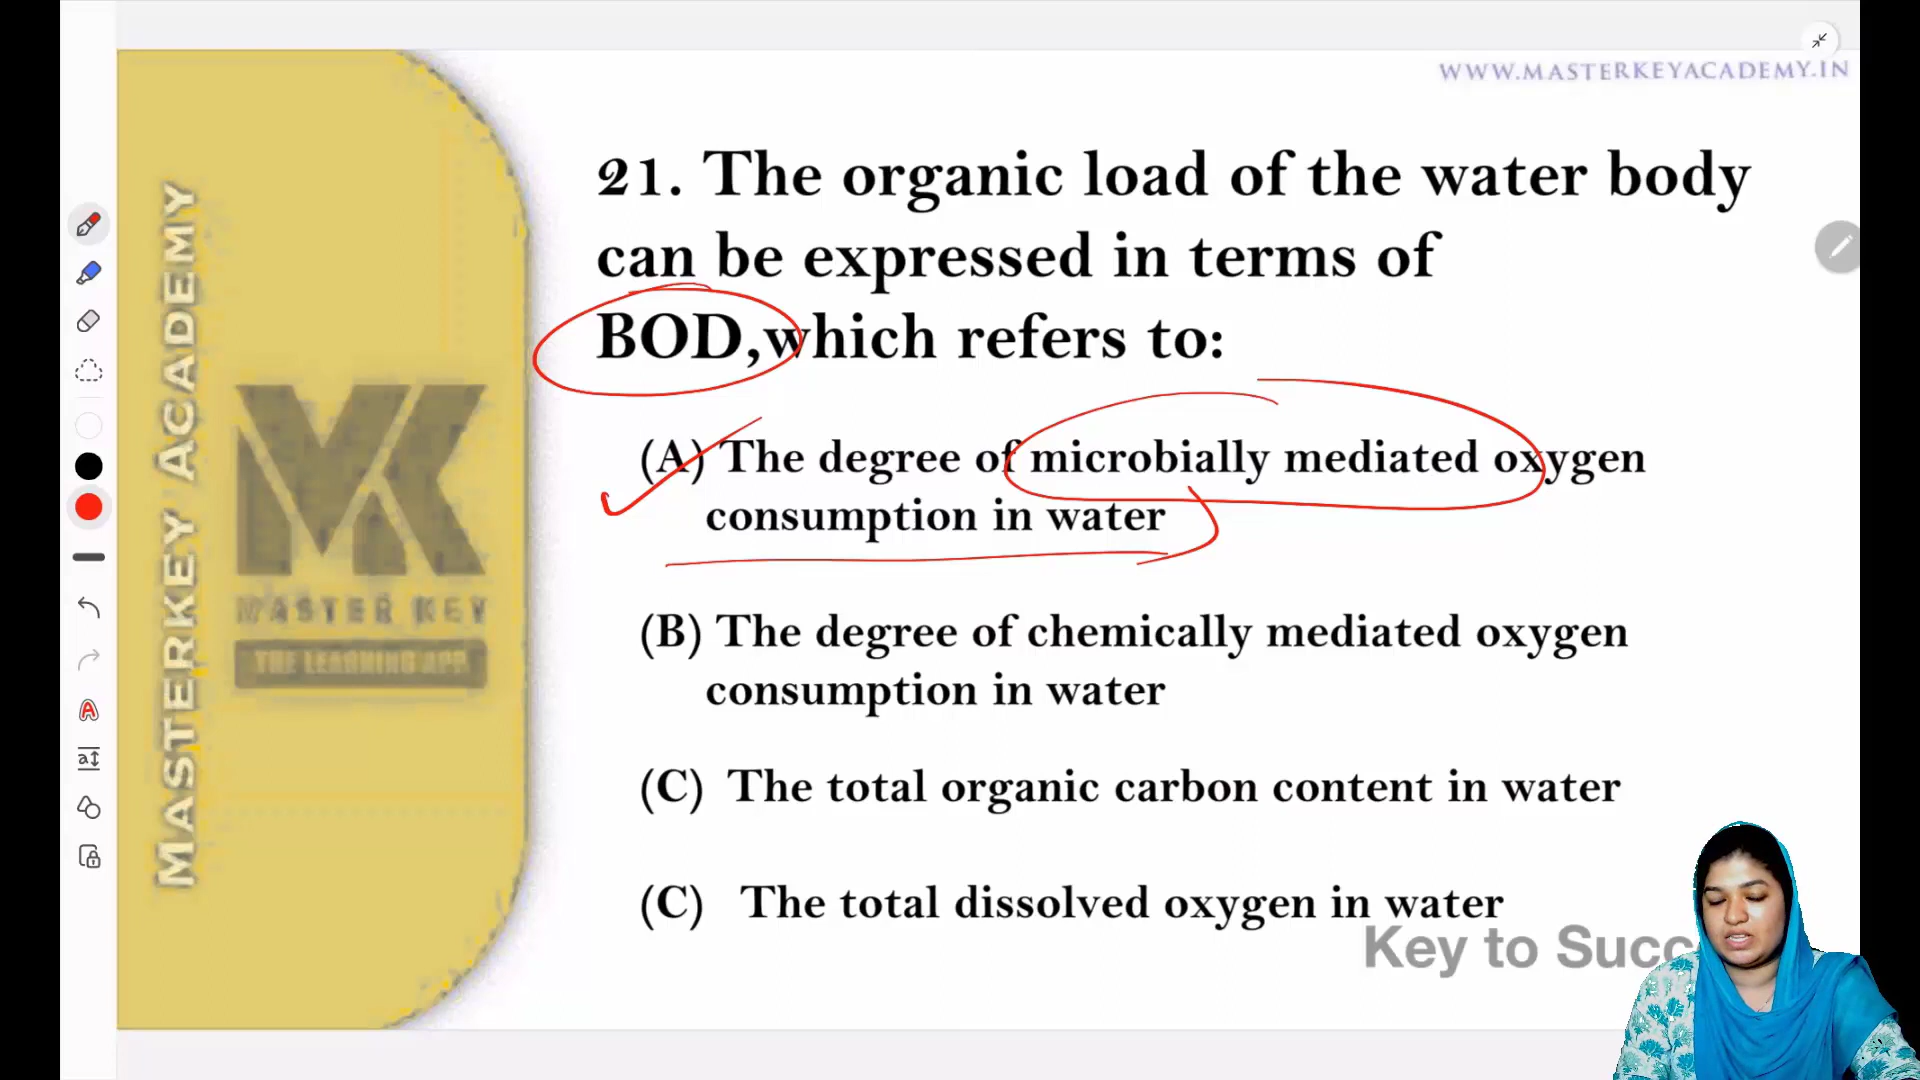 WWW.MASTERKEYACADEMY.IN
MASTERKEY ACADEMY
MASTER KEY
THE LEARNING APP
21. The organic load of the water body
can be expressed in terms of
BOD,which refers to:
(A) The degree of microbially mediated oxygen
consumption in water
(B) The degree of chemically mediated oxygen
consumption in water
(C) The total organic carbon content in water
(C) The total dissolved oxygen in water
Key to Succ